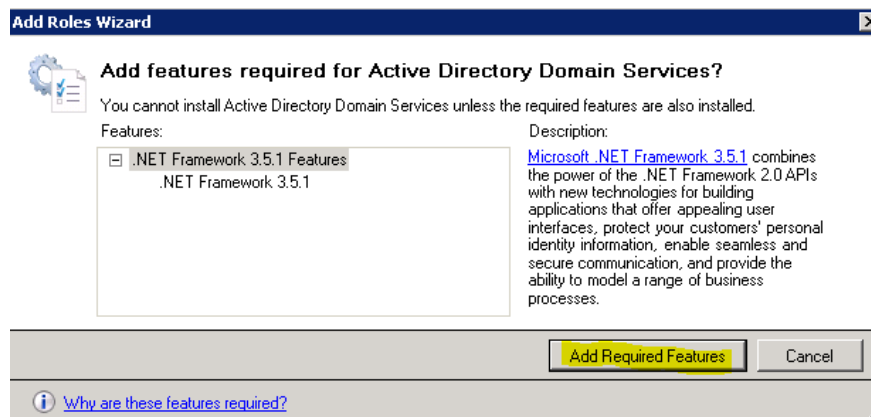 Add Roles Wizard
Add features required for Active Directory Domain Services?
You cannot install Active Directory Domain Services unless the required features are also installed.
Features:
.NET Framework 3.5.1 Features
.NET Framework 3.5.1
Description:
Microsoft .NET Framework 3.5.1 combines
the power of the .NET Framework 2.0 APIs
with new technologies for building
applications that offer appealing user
interfaces, protect your customers' personal
identity information, enable seamless and
secure communication, and provide the
ability to model a range of business
processes.
Add Required Features
Cancel
Why are these features required?